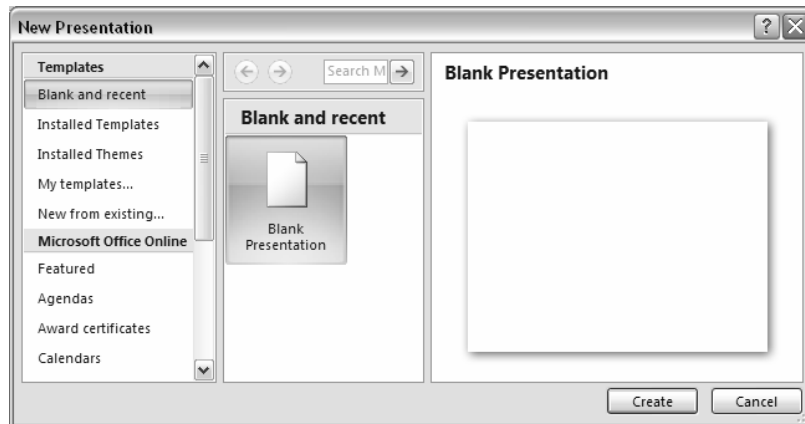 New Presentation
Templates
Blank and recent
Installed Templates
Installed Themes
My templates...
New from existing...
Microsoft Office Online
Featured
Agendas
Award certificates
Calendars
Search M
Blank and recent
Blank
Presentation
Blank Presentation
Create
Cancel